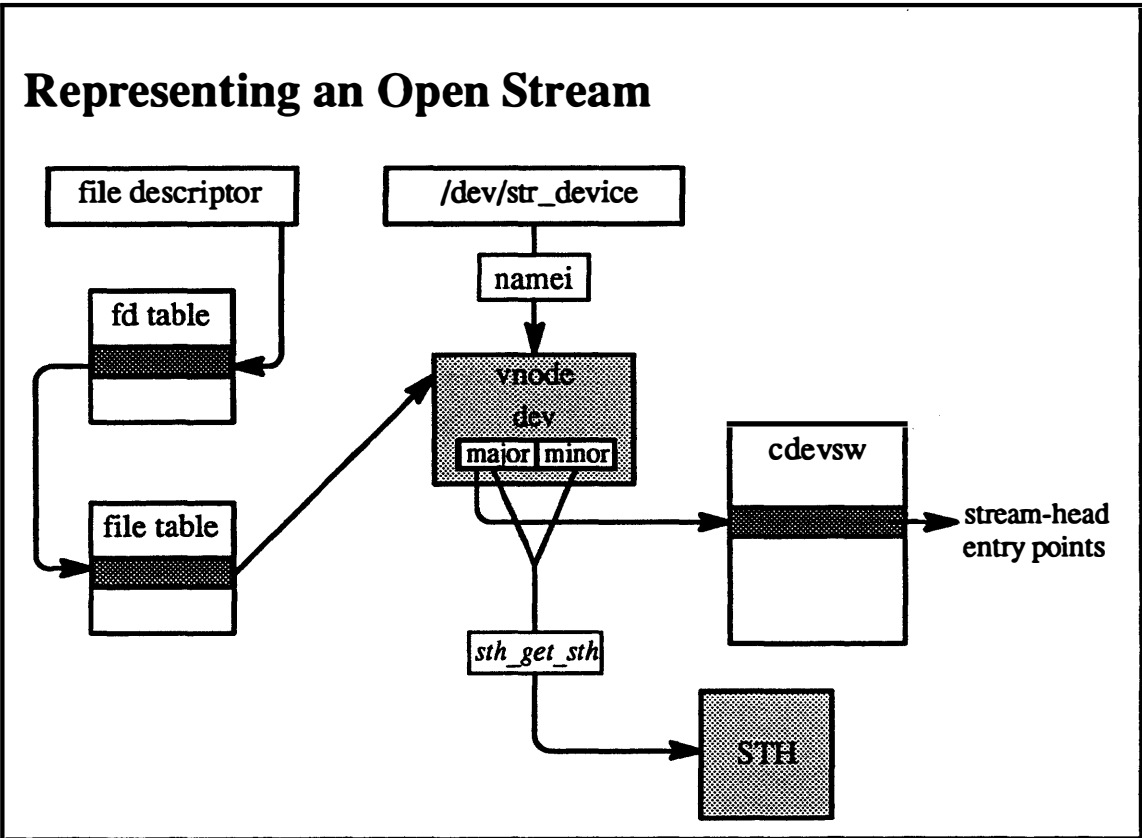 Representing an Open Stream
file descriptor
/dev/str_device
namei
fd table
vnode
dev
major minor
cdevsw
file table
stream-head
entry points
sth_get_sth
STH